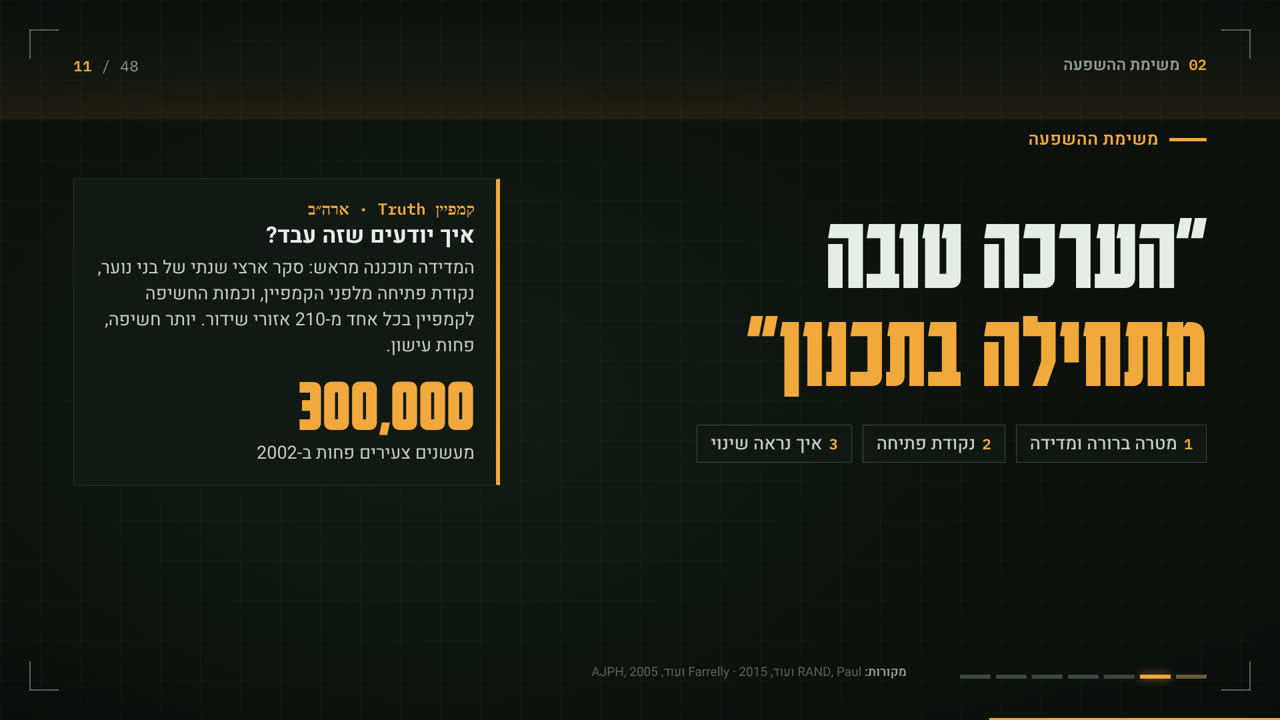 02 משימת ההשפעה
11 / 48
משימת ההשפעה
"הערכה טובה
מתחילה בתכנון"
1 מטרה ברורה ומדידה
2 נקודת פתיחה
3 איך נראה שינוי
קמפיין Truth · ארה״ב
איך יודעים שזה עבד?
המדידה תוכננה מראש: סקר ארצי שנתי של בני נוער,
נקודת פתיחה מלפני הקמפיין, וכמות החשיפה
לקמפיין בכל אחד מ-210 אזורי שידור. יותר חשיפה,
פחות עישון.
300,000
מעשנים צעירים פחות ב-2002
מקורות: RAND, Paul ועוד, 2015 · Farrelly ועוד, AJPH, 2005